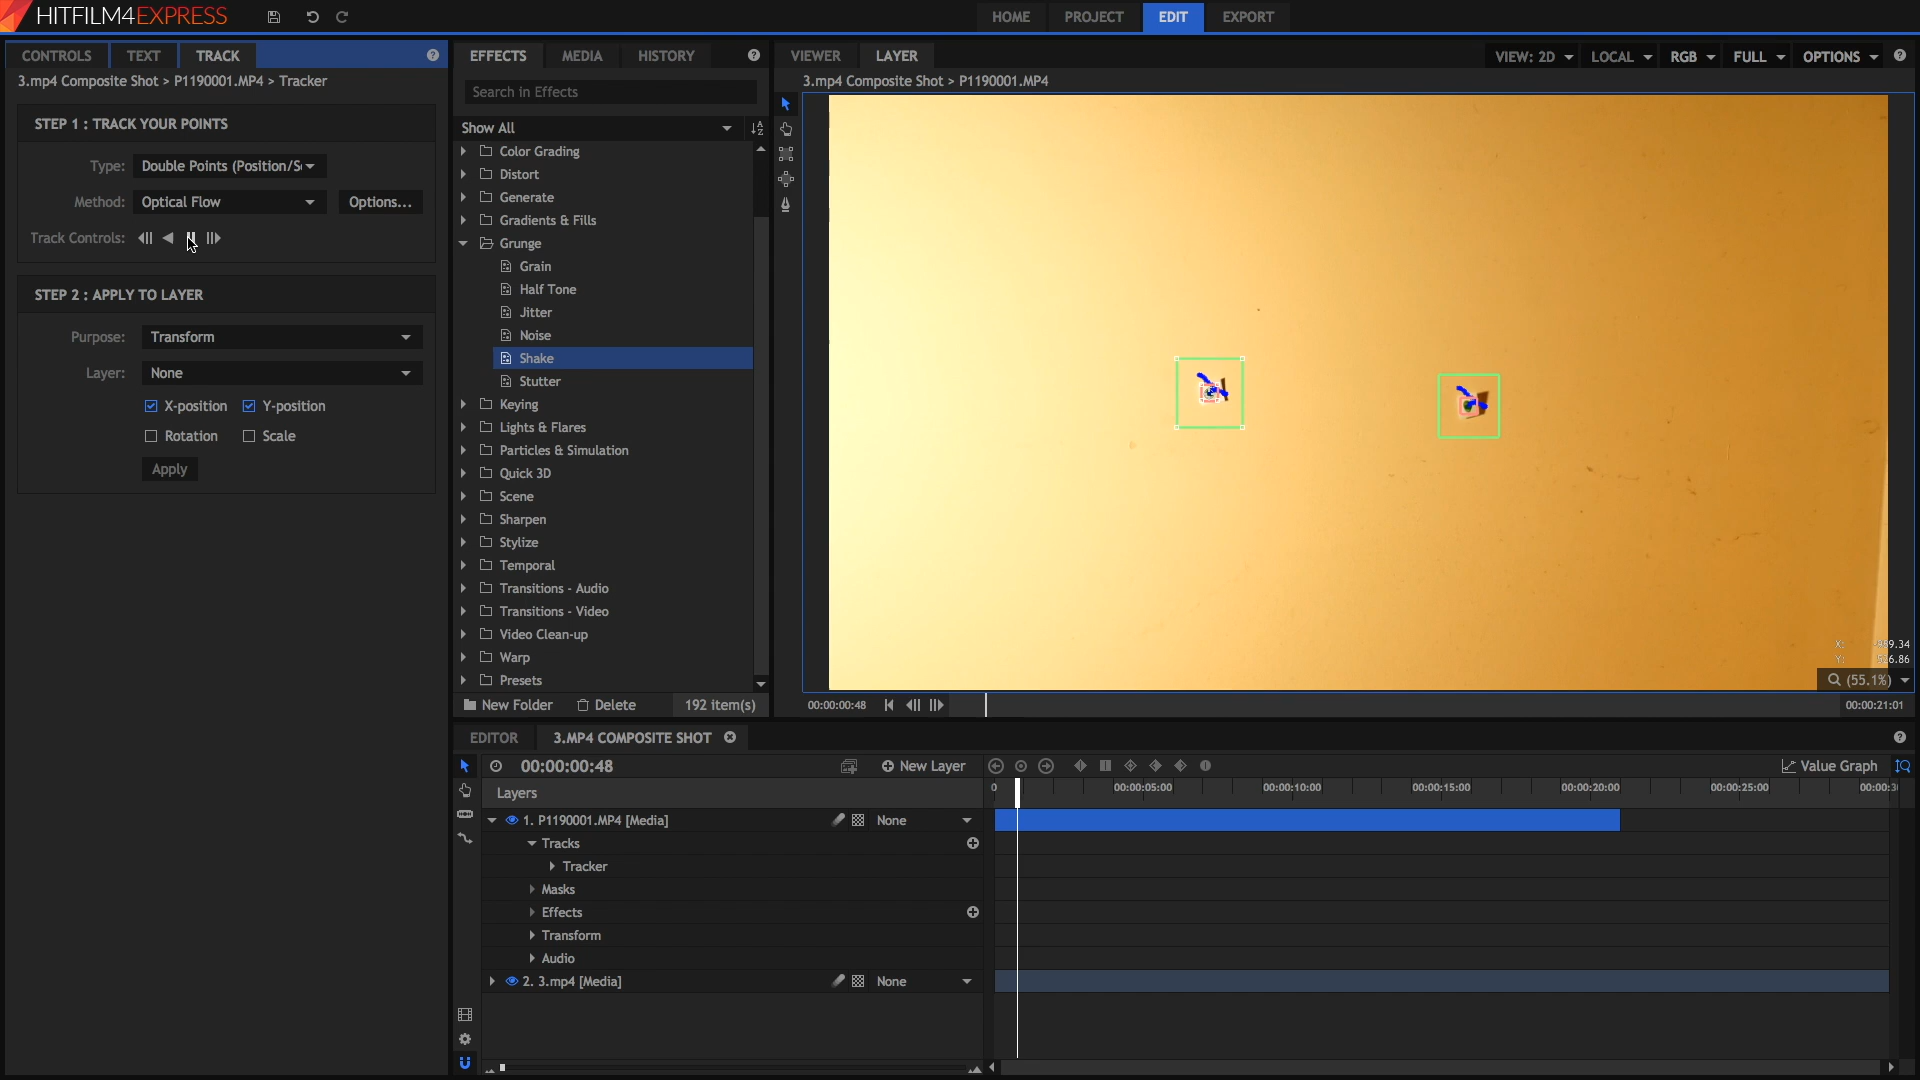 HITFILM4EXPRESS
HOME
PROJECT
EDIT
EXPORT
CONTROLS
TEXT
TRACK
3.mp4 Composite Shot > P1190001.MP4 > Tracker
STEP 1 : TRACK YOUR POINTS
Type: Double Points (Position/S
Method: Optical Flow
Options...
Track Controls:
STEP 2 : APPLY TO LAYER
Purpose: Transform
Layer: None
X-position
Y-position
Rotation
Scale
Apply
EFFECTS
MEDIA
HISTORY
Search in Effects
Show All
Color Grading
Distort
Generate
Gradients & Fills
Grunge
Grain
Half Tone
Jitter
Noise
Shake
Stutter
Keying
Lights & Flares
Particles & Simulation
Quick 3D
Scene
Sharpen
Stylize
Temporal
Transitions - Audio
Transitions - Video
Video Clean-up
Warp
Presets
New Folder
Delete
192 item(s)
VIEWER
LAYER
VIEW: 2D
LOCAL
RGB
FULL
OPTIONS
3.mp4 Composite Shot > P1190001.MP4
X:
Y:
(55.1%)
00:00:00:48
00:00:21:01
EDITOR
3.MP4 COMPOSITE SHOT
00:00:00:48
New Layer
Value Graph
Layers
0
00:00:05:00
00:00:10:00
00:00:15:00
00:00:20:00
00:00:25:00
00:00:3
1. P1190001.MP4 [Media]
None
Tracks
Tracker
Masks
Effects
Transform
Audio
2. 3.mp4 [Media]
None